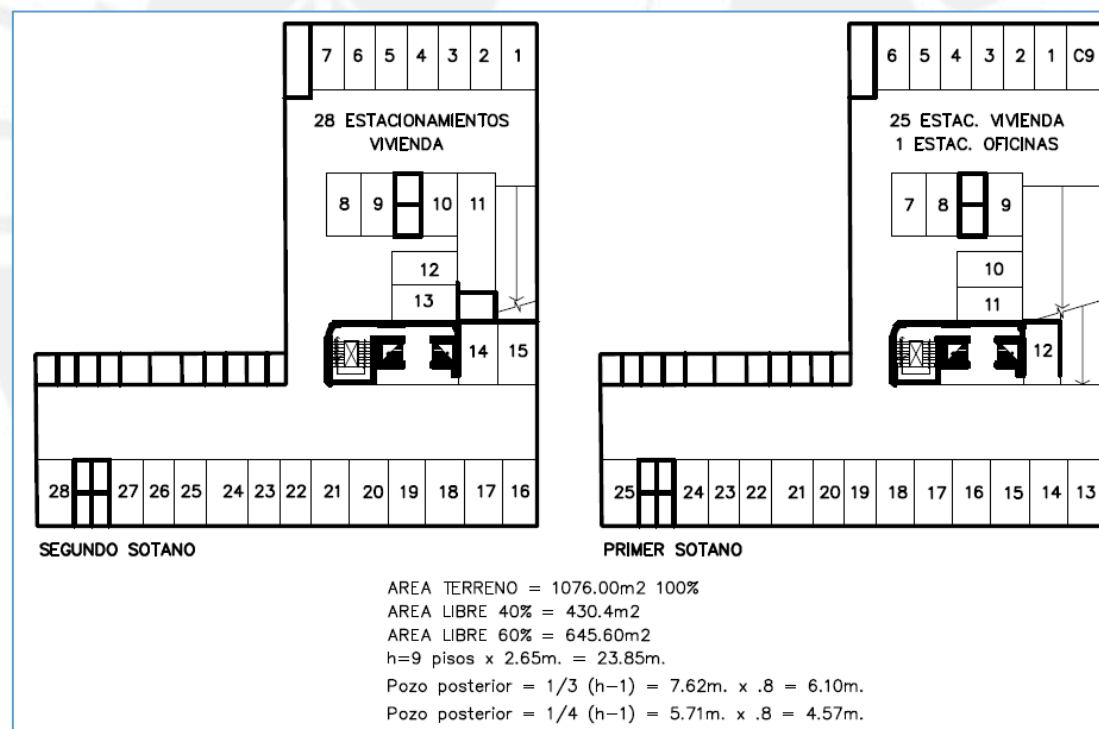 7 6 5 4 3 2 1
28 ESTACIONAMIENTOS
VIVIENDA
8 9 10 11
12
13
14 15
28 27 26 25 24 23 22 21 20 19 18 17 16
SEGUNDO SOTANO
6 5 4 3 2 1 C9
25 ESTAC. VIVIENDA
1 ESTAC. OFICINAS
7 8 9
10
11
12
25 24 23 22 21 20 19 18 17 16 15 14 13
PRIMER SOTANO
AREA TERRENO = 1076.00m2 100%
AREA LIBRE 40% = 430.4m2
AREA LIBRE 60% = 645.60m2
h=9 pisos x 2.65m. = 23.85m.
Pozo posterior = 1/3 (h-1) = 7.62m. x .8 = 6.10m.
Pozo posterior = 1/4 (h-1) = 5.71m. x .8 = 4.57m.